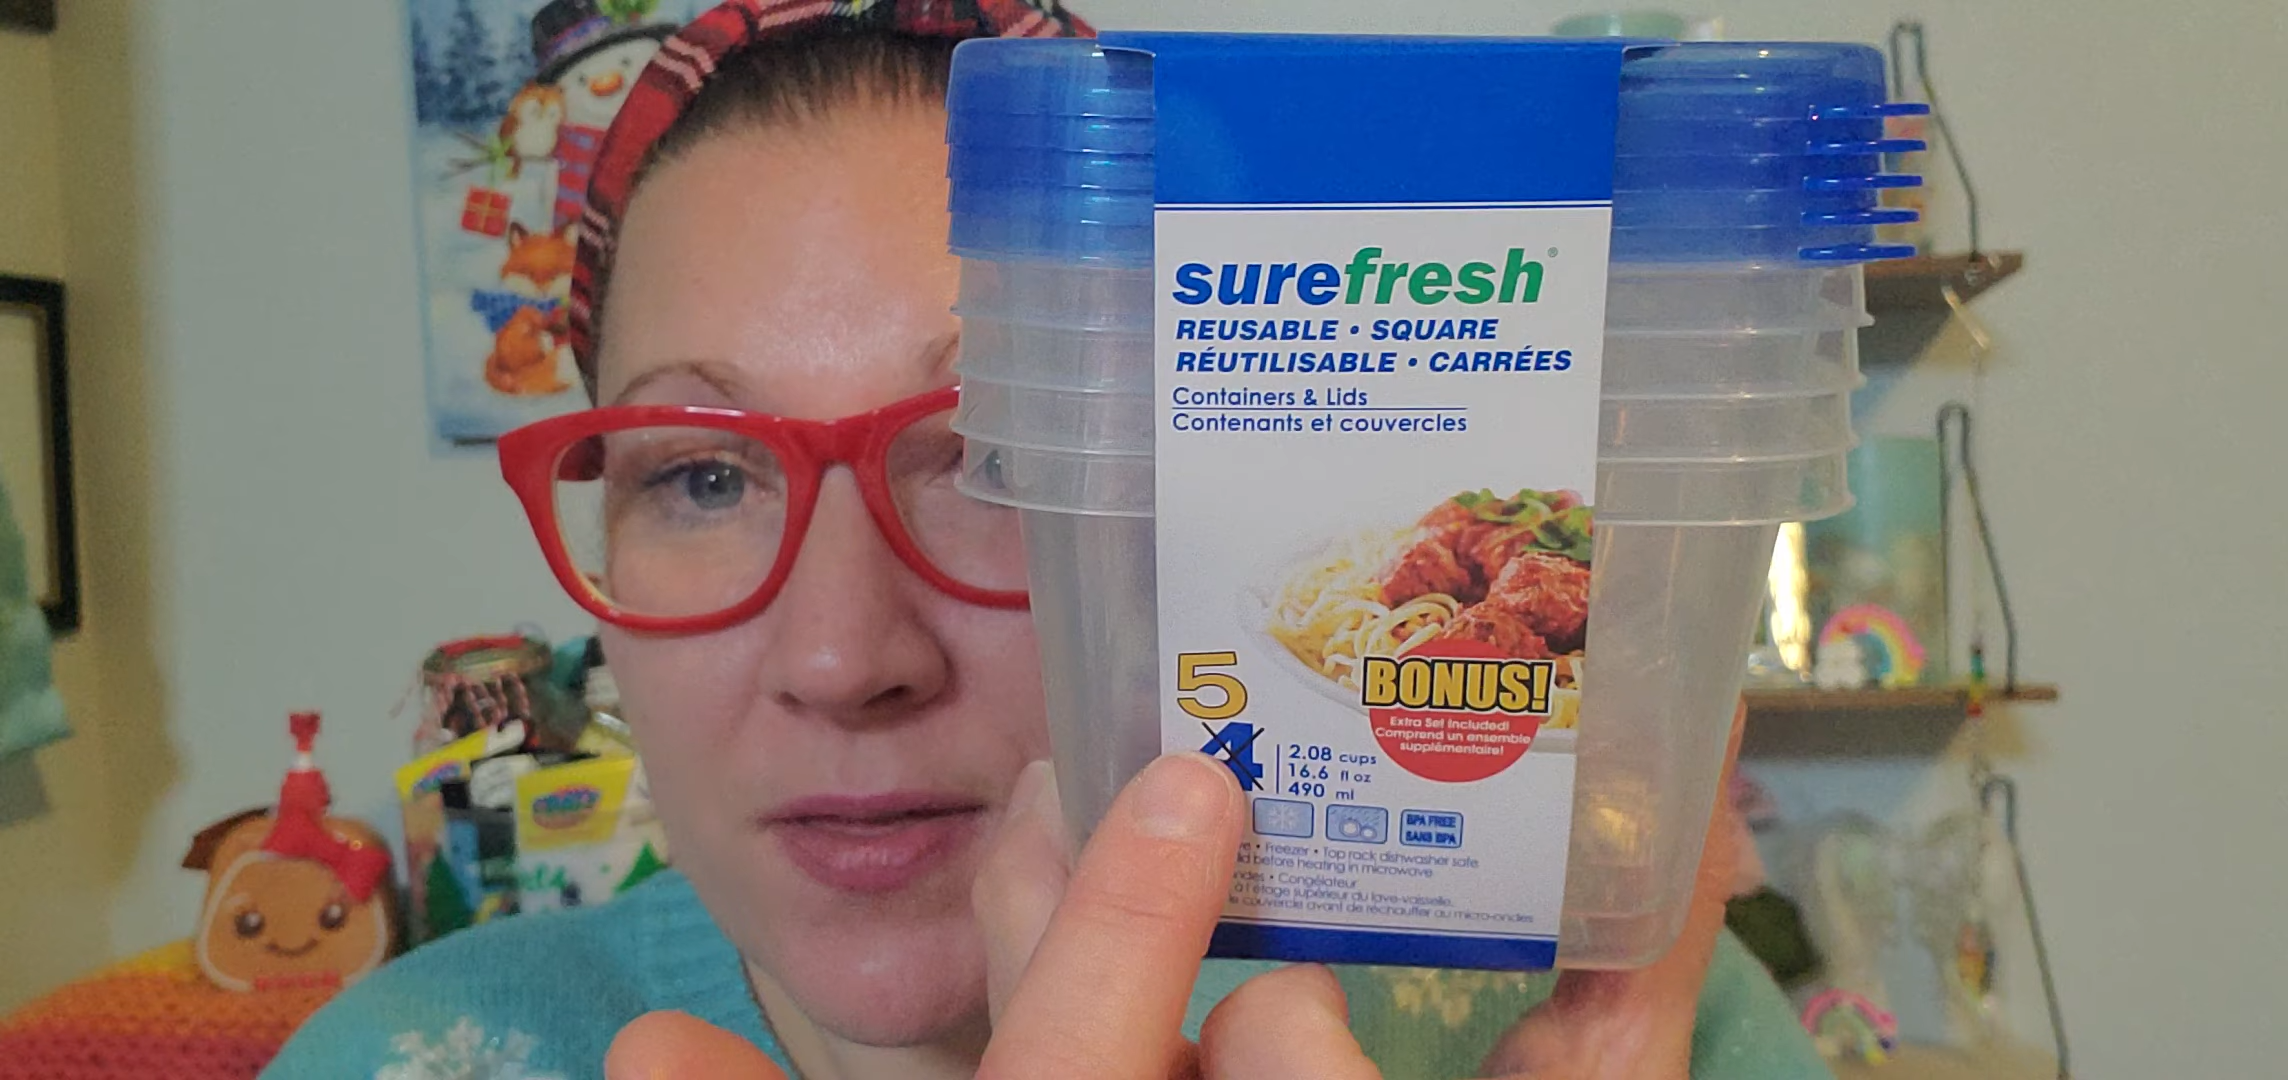 surefresh®
REUSABLE • SQUARE
RÉUTILISABLE • CARRÉES
Containers & Lids
Contenants et couvercles
5
4
2.08 cups
16.6 fl oz
490 ml
BONUS!
Extra Set Included!
Comprend un ensemble
supplémentaire!
BPA FREE
SANS BPA
• Freezer • Top rack dishwasher safe
before heating in microwave
• Congélateur
à l'étage supérieur du lave-vaisselle.
le couvercle avant de réchauffer au micro-ondes